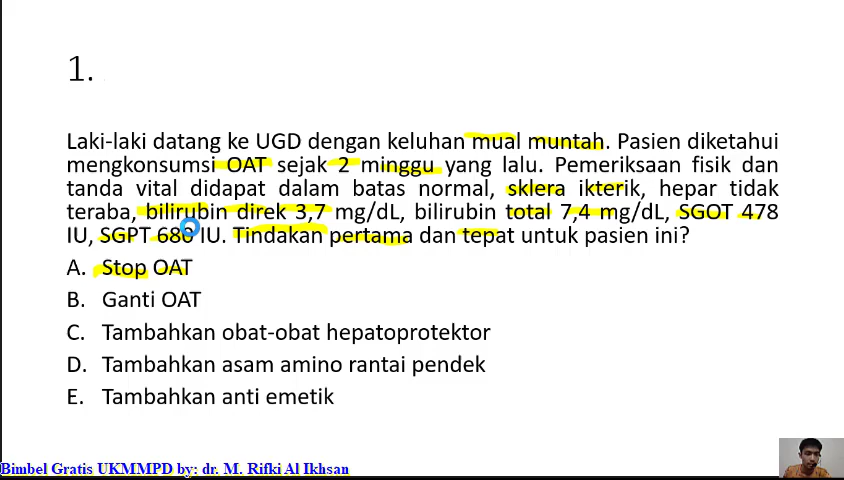 1.
Laki-laki datang ke UGD dengan keluhan mual muntah. Pasien diketahui
mengkonsumsi OAT sejak 2 minggu yang lalu. Pemeriksaan fisik dan
tanda vital didapat dalam batas normal, sklera ikterik, hepar tidak
teraba, bilirubin direk 3,7 mg/dL, bilirubin total 7,4 mg/dL, SGOT 478
IU, SGPT 680 IU. Tindakan pertama dan tepat untuk pasien ini?
A. Stop OAT
B. Ganti OAT
C. Tambahkan obat-obat hepatoprotektor
D. Tambahkan asam amino rantai pendek
E. Tambahkan anti emetik
Bimbel Gratis UKMMPD by: dr. M. Rifki Al Ikhsan